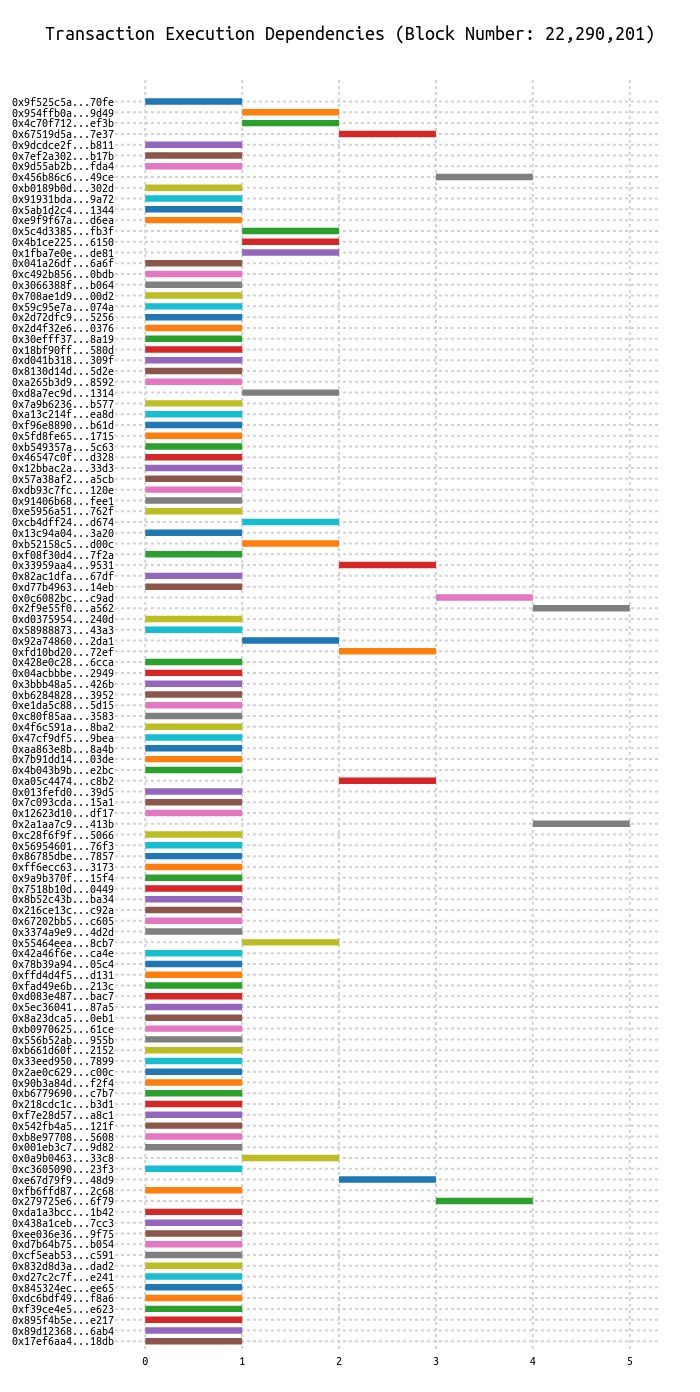 Transaction Execution Dependencies (Block Number: 22,290,201)
0x9f525c5a...70fe
0x954ffb0a...9d49
0x4c70f712...ef3b
0x67519d5a...7e37
0x9dcdce2f...b811
0x7ef2a302...b17b
0x9d55ab2b...fda4
0x456b86c6...49ce
0xb0189b0d...302d
0x91931bda...9a72
0x5ab1d2c4...1344
0xe9f9f67a...d6ea
0x5c4d3385...fb3f
0x4b1ce225...6150
0x1fba7e0e...de81
0x041a26df...6a6f
0xc492b856...0bdb
0x3066388f...b064
0x708ae1d9...00d2
0x59c95e7a...074a
0x2d72dfc9...5256
0x2d4f32e6...0376
0x30efff37...8a19
0x18bf90ff...580d
0xd041b318...309f
0x8130d14d...5d2e
0xa265b3d9...8592
0xd8a7ec9d...1314
0x7a9b6236...b577
0xa13c214f...ea8d
0xf96e8890...b61d
0x5fd8fe65...1715
0xb549357a...5c63
0x46547c0f...d328
0x12bbac2a...33d3
0x57a38af2...a5cb
0xdb93c7fc...120e
0x91406b68...fee1
0xe5956a51...762f
0xcb4dff24...d674
0x13c94a04...3a20
0xb52158c5...d00c
0xf08f30d4...7f2a
0x33959aa4...9531
0x82ac1dfa...67df
0xd77b4963...14eb
0x0c6082bc...c9ad
0x2f9e55f0...a562
0xd0375954...240d
0x58988873...43a3
0x92a74860...2da1
0xfd10bd20...72ef
0x428e0c28...6cca
0x04acbbbe...2949
0x3bbb48a5...426b
0xb6284828...3952
0xe1da5c88...5d15
0xc80f85aa...3583
0x4f6c591a...8ba2
0x47cf9df5...9bea
0xaa863e8b...8a4b
0x7b91dd14...03de
0x4b043b9b...e2bc
0xa05c4474...c8b2
0x013fefd0...39d5
0x7c093cda...15a1
0x12623d10...df17
0x2a1aa7c9...413b
0xc28f6f9f...5066
0x56954601...76f3
0x86785dbe...7857
0xff6ecc63...3173
0x9a9b370f...15f4
0x7518b10d...0449
0x8b52c43b...ba34
0x216ce13c...c92a
0x67202bb5...c605
0x3374a9e9...4d2d
0x55464eea...8cb7
0x42a46f6e...ca4e
0x78b39a94...05c4
0xffd4d4f5...d131
0xfad49e6b...213c
0xd083e487...bac7
0x5ec36041...87a5
0x8a23dca5...0eb1
0xb0970625...61ce
0x556b52ab...955b
0xb661d60f...2152
0x33eed950...7899
0x2ae0c629...c00c
0x90b3a84d...f2f4
0xb6779690...c7b7
0x218cdc1c...b3d1
0xf7e28d57...a8c1
0x542fb4a5...121f
0xb8e97708...5608
0x001eb3c7...9d82
0x0a9b0463...33c8
0xc3605090...23f3
0xe67d79f9...48d9
0xfb6ffd87...2c68
0x279725e6...6f79
0xda1a3bcc...1b42
0x438a1ceb...7cc3
0xee036e36...9f75
0xd7b64b75...b054
0xcf5eab53...c591
0x832d8d3a...dad2
0xd27c2c7f...e241
0x845324ec...ee65
0xdc6bdf49...f8a6
0xf39ce4e5...e623
0x895f4b5e...e217
0x89d12368...6ab4
0x17ef6aa4...18db
0 1 2 3 4 5